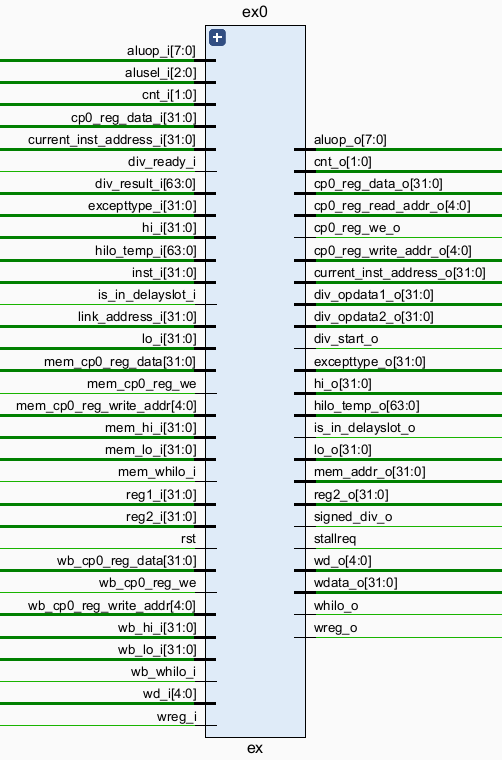 ex0
aluop_i[7:0]
alusel_i[2:0]
cnt_i[1:0]
cp0_reg_data_i[31:0]
current_inst_address_i[31:0]
div_ready_i
div_result_i[63:0]
excepttype_i[31:0]
hi_i[31:0]
hilo_temp_i[63:0]
inst_i[31:0]
is_in_delayslot_i
link_address_i[31:0]
lo_i[31:0]
mem_cp0_reg_data[31:0]
mem_cp0_reg_we
mem_cp0_reg_write_addr[4:0]
mem_hi_i[31:0]
mem_lo_i[31:0]
mem_whilo_i
reg1_i[31:0]
reg2_i[31:0]
rst
wb_cp0_reg_data[31:0]
wb_cp0_reg_we
wb_cp0_reg_write_addr[4:0]
wb_hi_i[31:0]
wb_lo_i[31:0]
wb_whilo_i
wd_i[4:0]
wreg_i
aluop_o[7:0]
cnt_o[1:0]
cp0_reg_data_o[31:0]
cp0_reg_read_addr_o[4:0]
cp0_reg_we_o
cp0_reg_write_addr_o[4:0]
current_inst_address_o[31:0]
div_opdata1_o[31:0]
div_opdata2_o[31:0]
div_start_o
excepttype_o[31:0]
hi_o[31:0]
hilo_temp_o[63:0]
is_in_delayslot_o
lo_o[31:0]
mem_addr_o[31:0]
reg2_o[31:0]
signed_div_o
stallreq
wd_o[4:0]
wdata_o[31:0]
whilo_o
wreg_o
ex